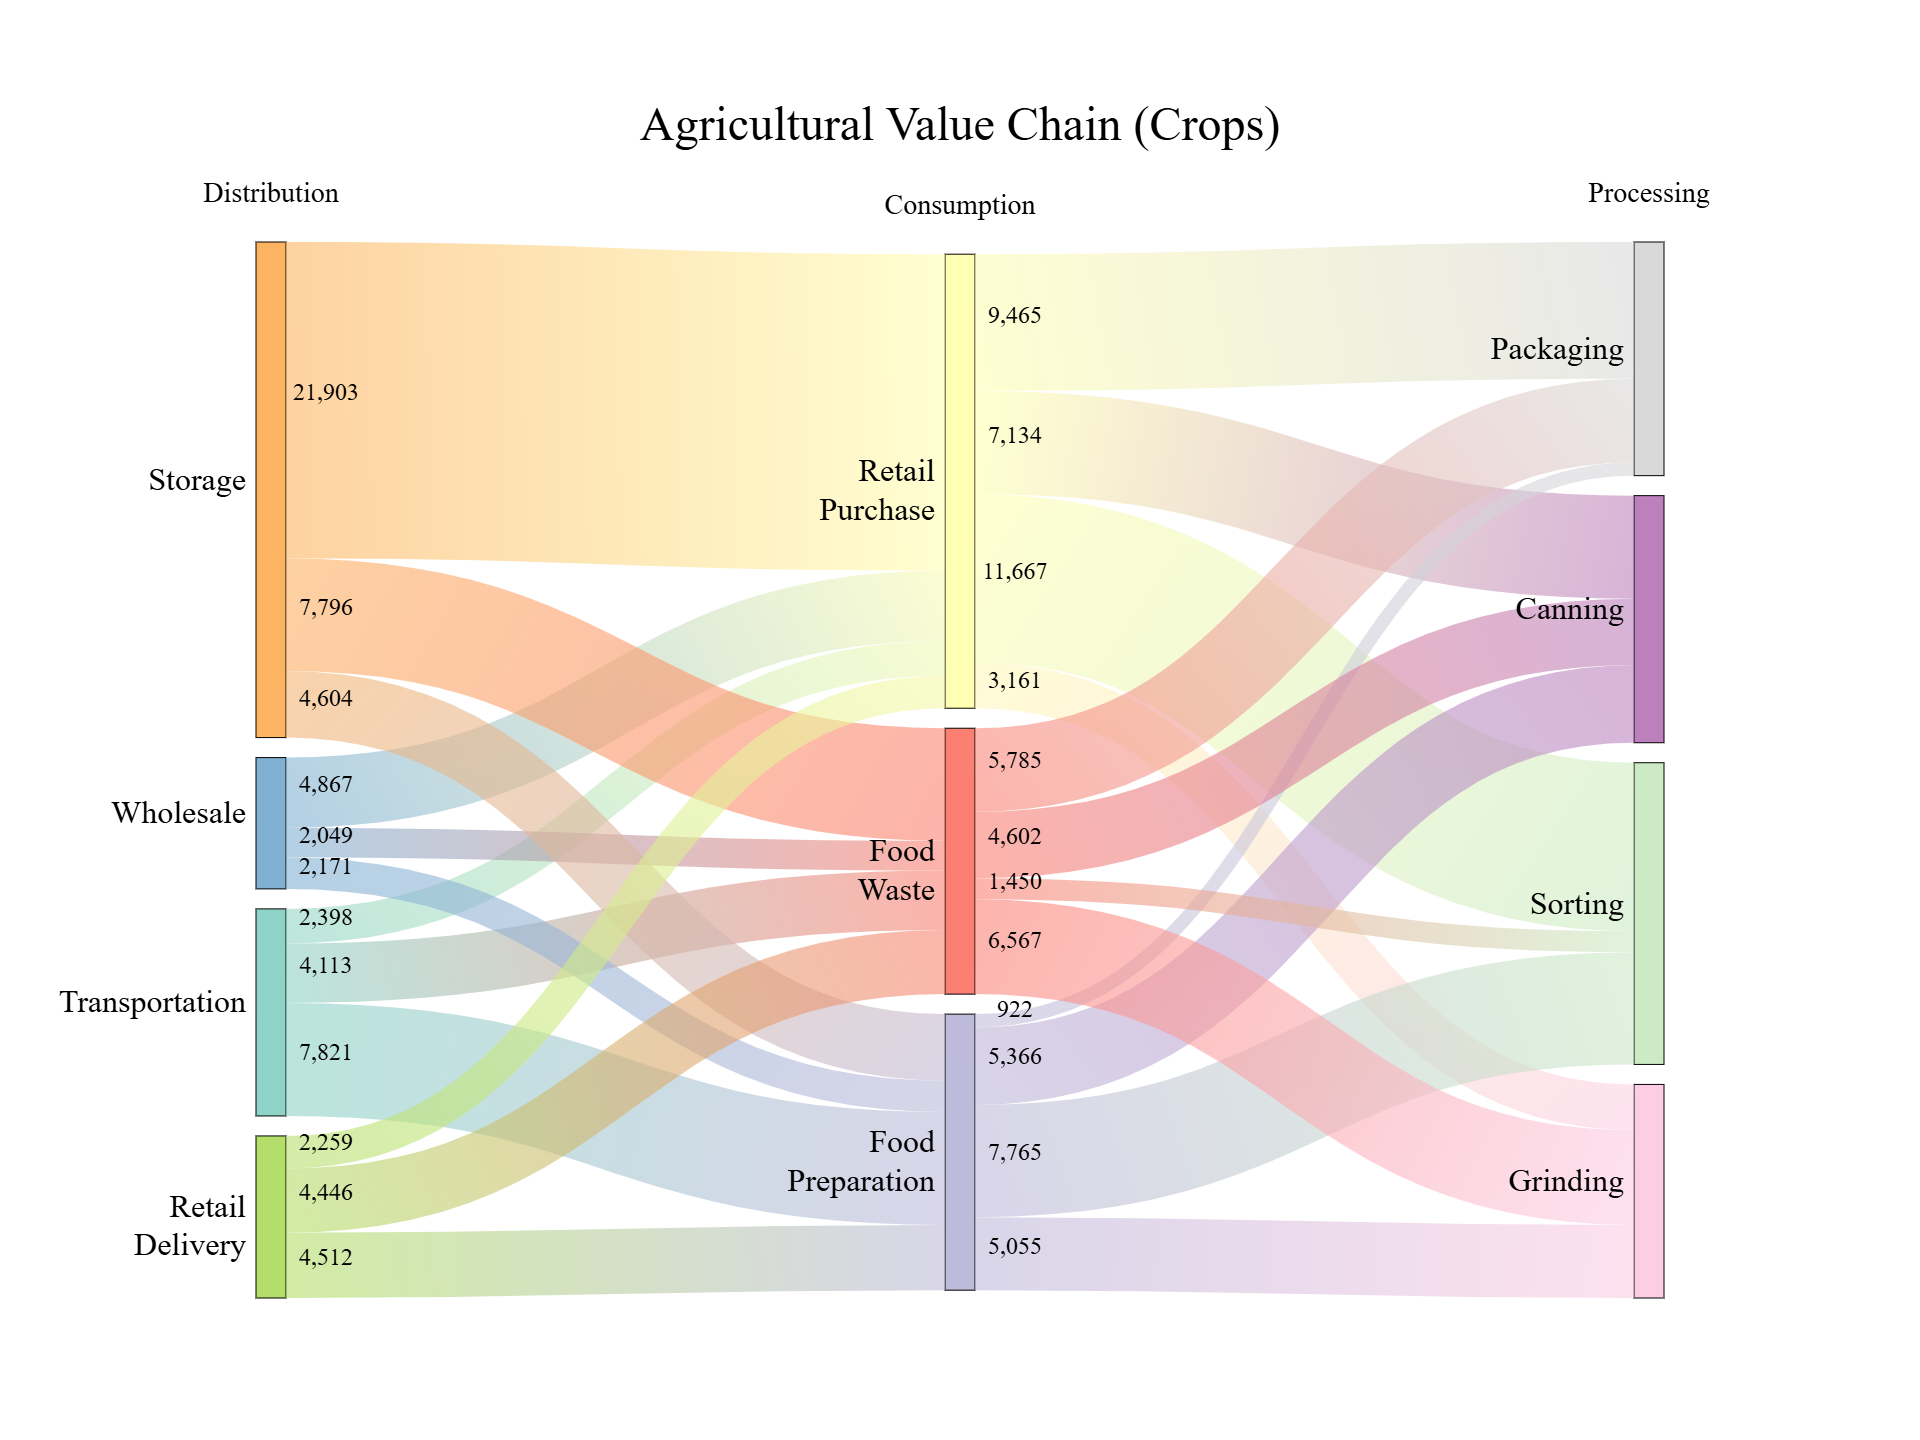 Agricultural Value Chain (Crops)
Distribution
Consumption
Processing
Storage
Wholesale
Transportation
Retail
Delivery
21,903
7,796
4,604
4,867
2,049
2,171
2,398
4,113
7,821
2,259
4,446
4,512
Retail
Purchase
Food
Waste
Food
Preparation
9,465
7,134
11,667
3,161
5,785
4,602
1,450
6,567
922
5,366
7,765
5,055
Packaging
Canning
Sorting
Grinding